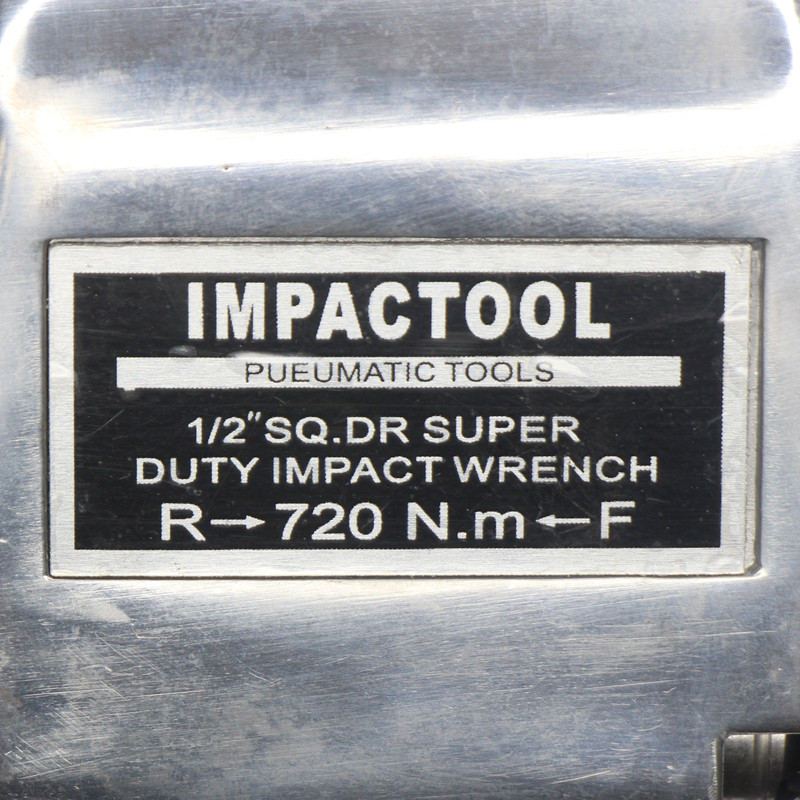 IMPACTOOL
PUEUMATIC TOOLS
1/2"SQ.DR SUPER
DUTY IMPACT WRENCH
R→720 N.m←F